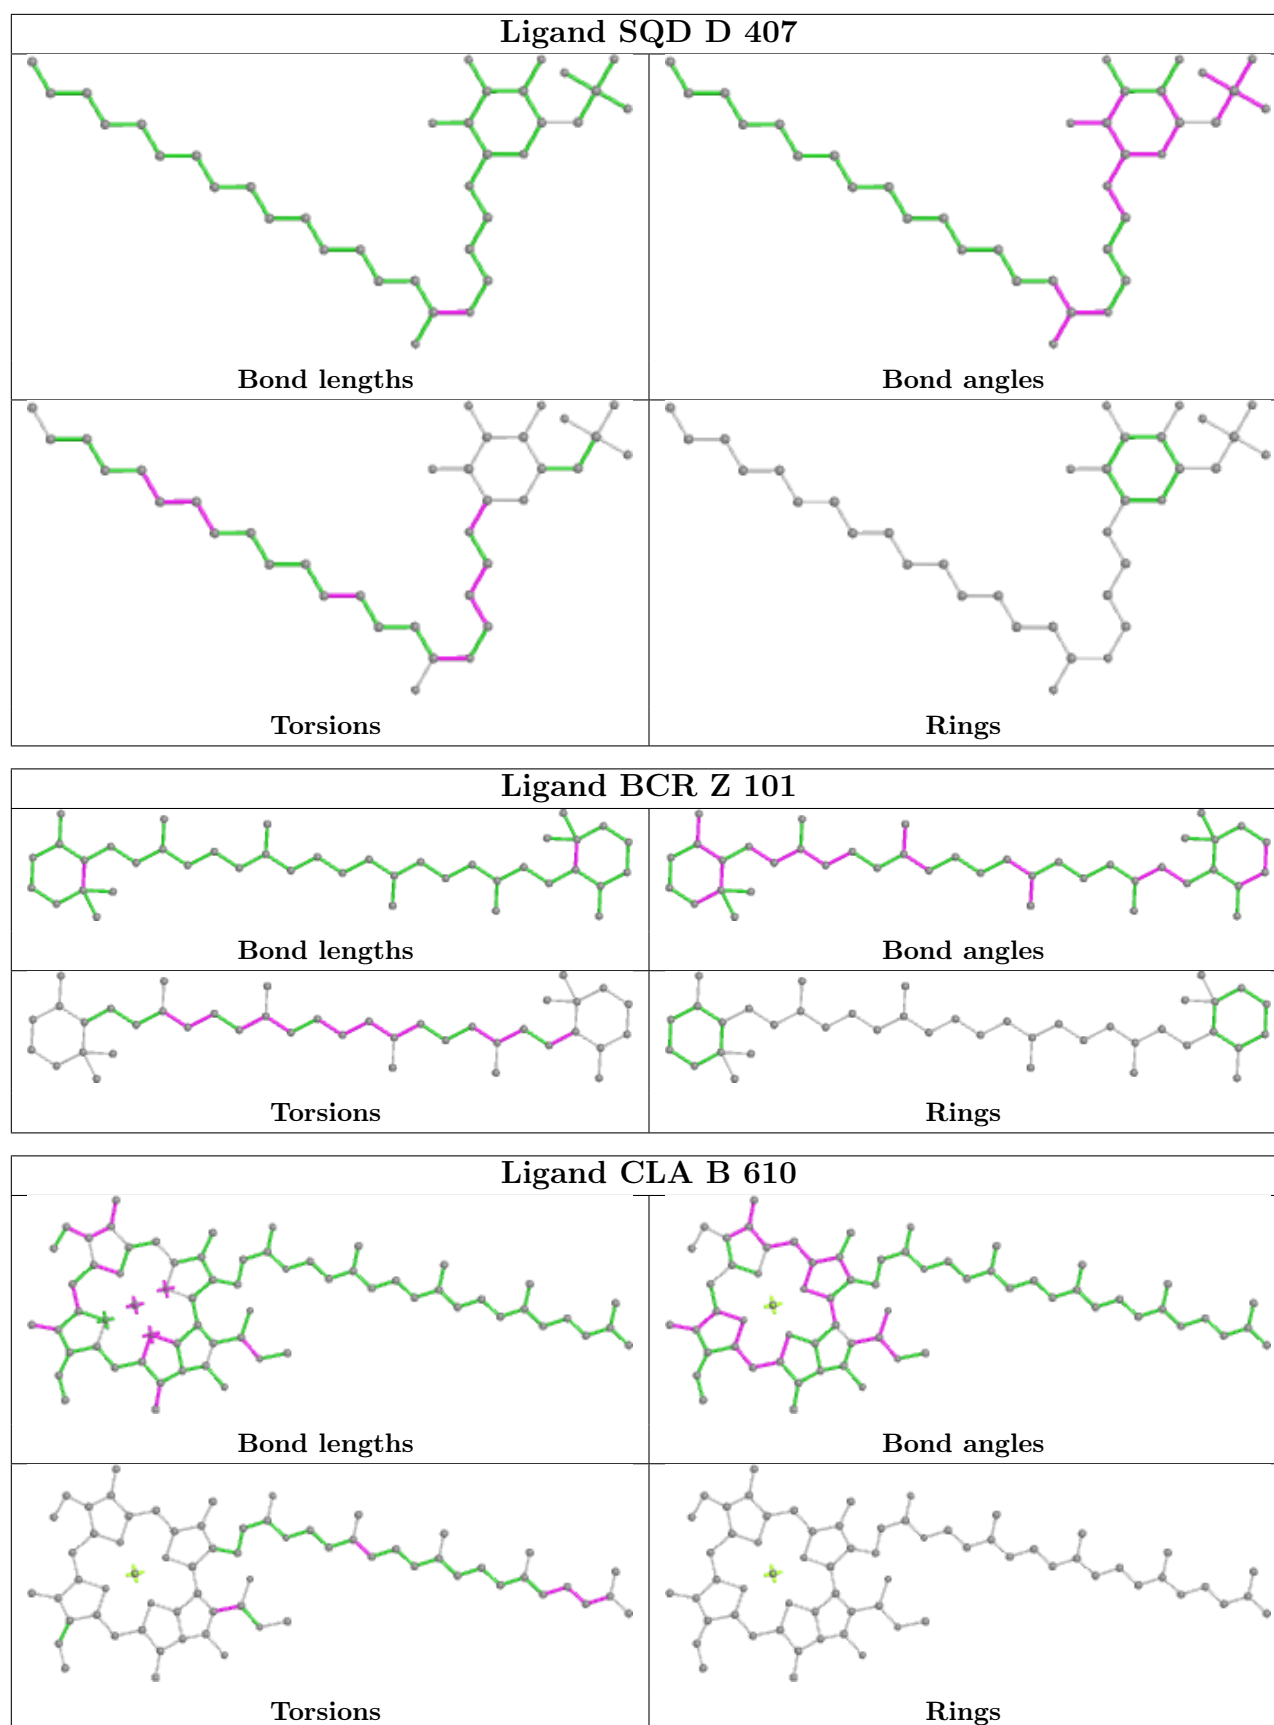 Ligand SQD D 407
Bond lengths
Bond angles
Torsions
Rings
Ligand BCR Z 101
Bond lengths
Bond angles
Torsions
Rings
Ligand CLA B 610
Bond lengths
Bond angles
Torsions
Rings